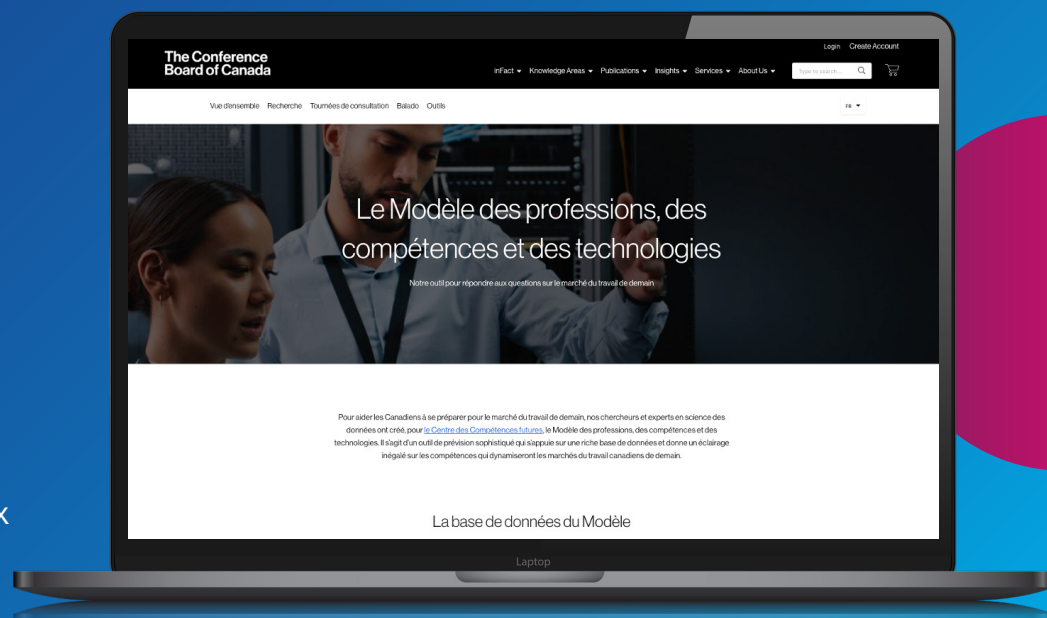 Login Create Account
The Conference
Board of Canada
inFact Knowledge Areas Publications Insights Services About Us Type to search...
Vue d'ensemble Recherche Tournées de consultation Balado Outils FR
Le Modèle des professions, des
compétences et des technologies
Notre outil pour répondre aux questions sur le marché du travail de demain
Pour aider les Canadiens à se préparer pour le marché du travail de demain, nos chercheurs et experts en science des
données ont créé, pour le Centre des Compétences futures, le Modèle des professions, des compétences et des
technologies. Il s'agit d'un outil de prévision sophistiqué qui s'appuie sur une riche base de données et donne un éclairage
inégalé sur les compétences qui dynamiseront les marchés du travail canadiens de demain.
x
La base de données du Modèle
Laptop